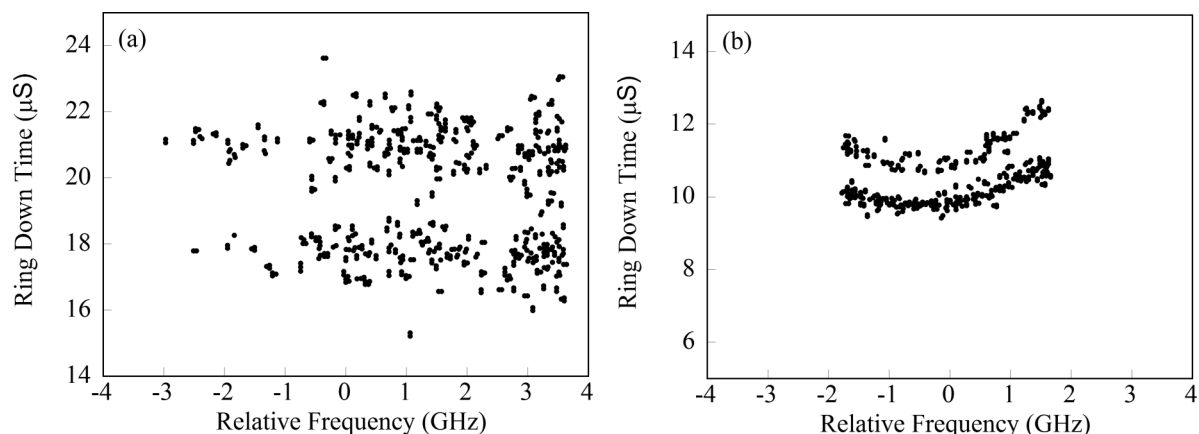 (a)
Ring Down Time (μS)
24
22
20
18
16
14
-4 -3 -2 -1 0 1 2 3 4
Relative Frequency (GHz)
(b)
Ring Down Time (μS)
14
12
10
8
6
-4 -3 -2 -1 0 1 2 3 4
Relative Frequency (GHz)